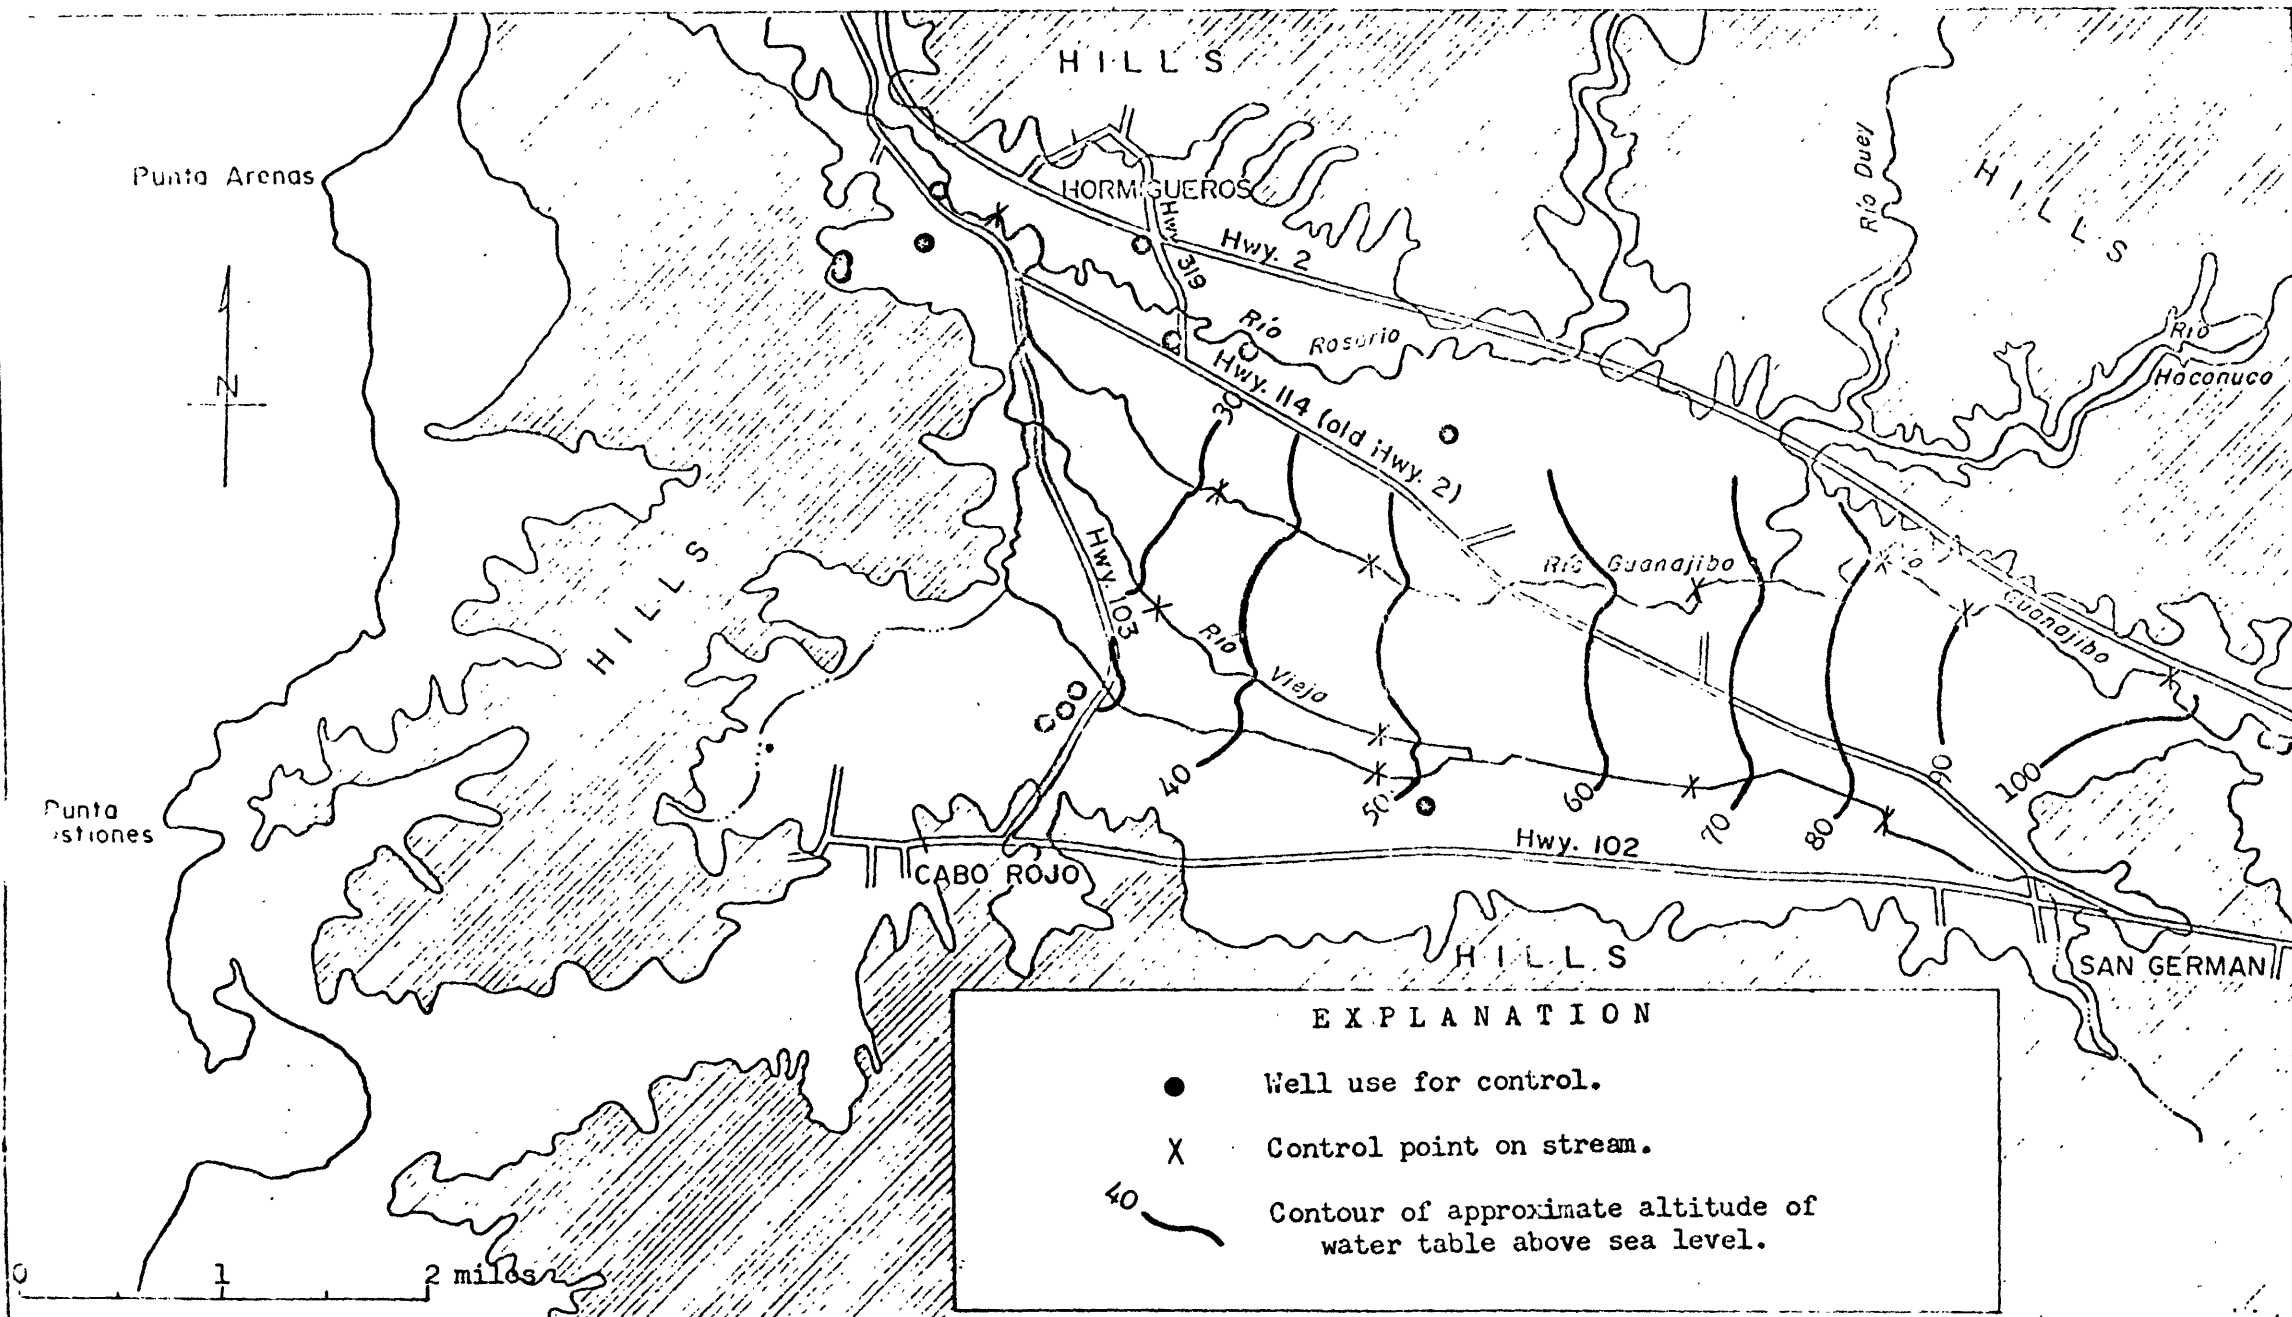 HILLS
Punta Arenas
HORMIGUEROS
Hwy. 319
Hwy. 2
Río Duey
HILLS
N
Río Rosario
Río
Haconuco
Hwy. 114 (old Hwy. 2)
30
HILLS
Hwy. 103
Río Guanajibo
Río
Guanajibo
Río Viejo
40
50
60
70
80
90
100
Punta
Hwy. 102
CABO ROJO
HILLS
SAN GERMAN
EXPLANATION
Well use for control.
X Control point on stream.
40 Contour of approximate altitude of
water table above sea level.
0 1 2 miles